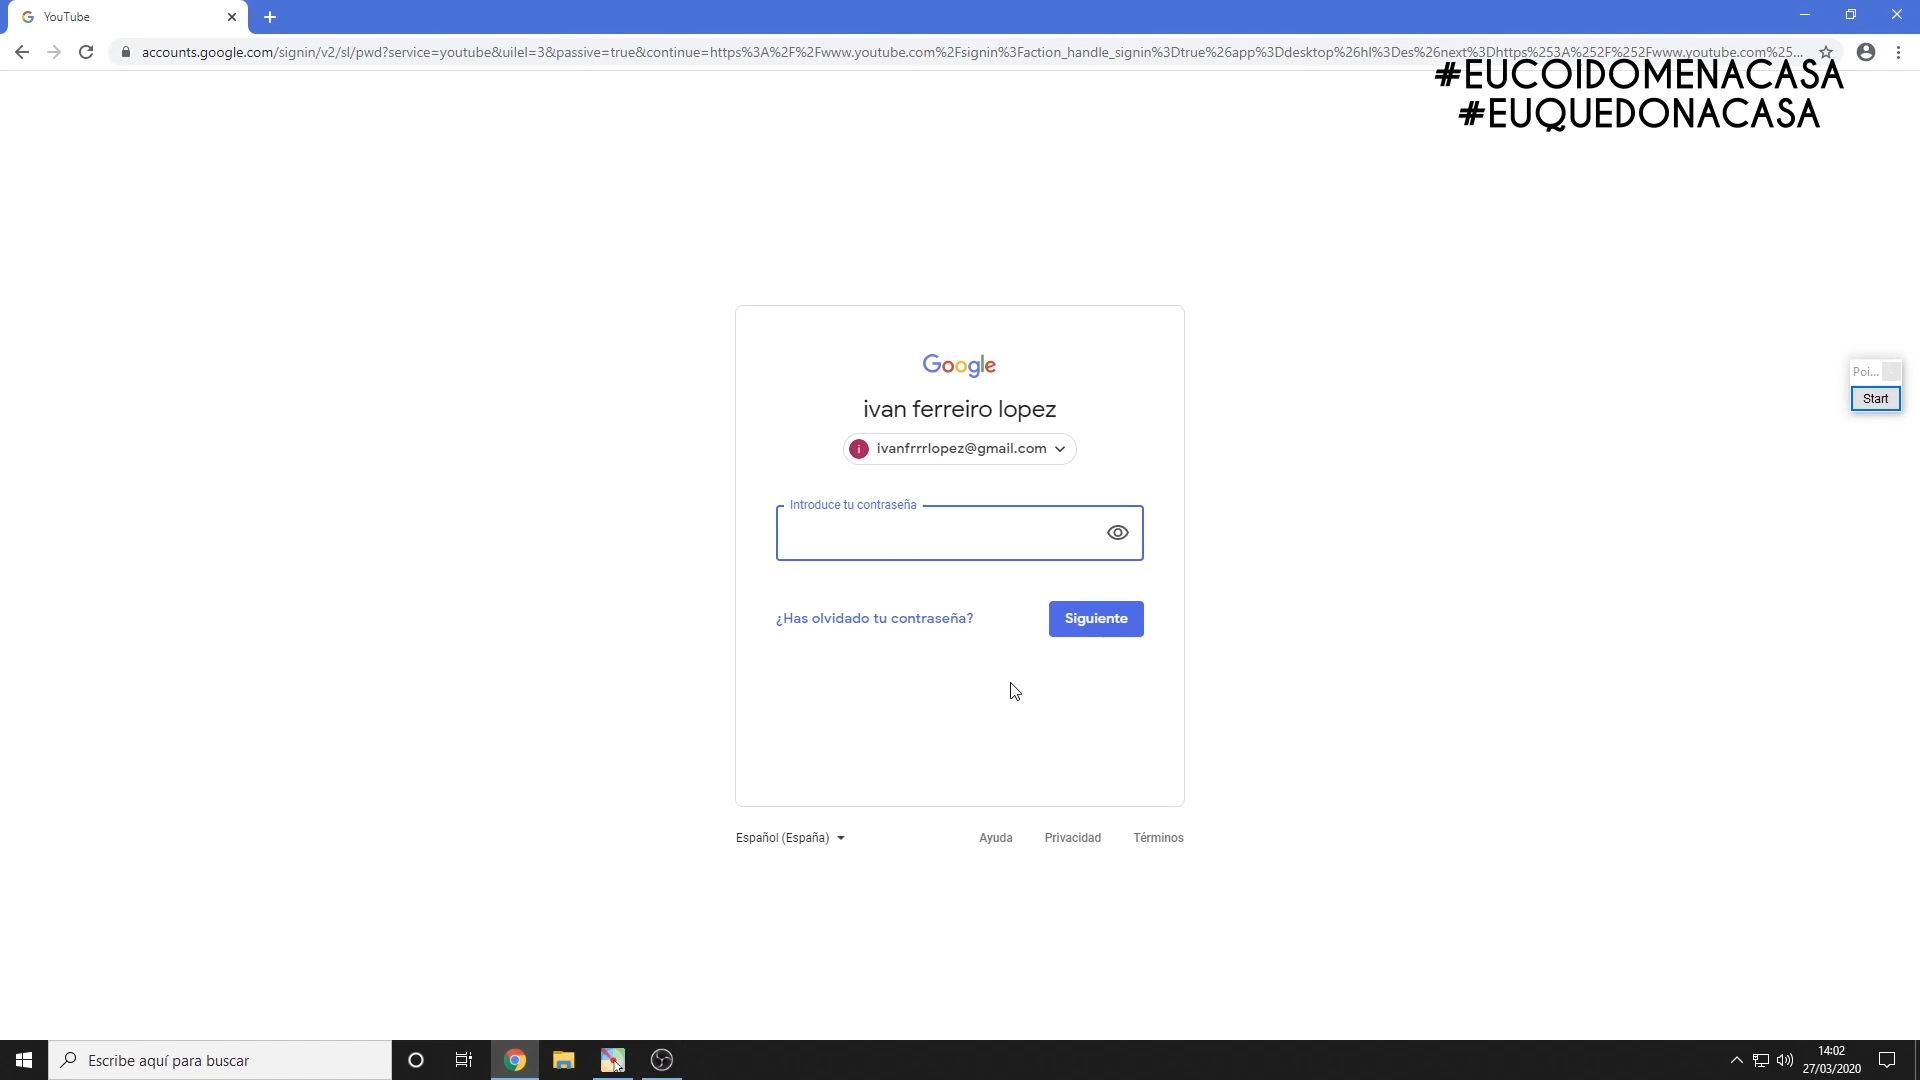 YouTube
accounts.google.com/signin/v2/sl/pwd?service=youtube&uilel=3&passive=true&continue=https%3A%2F%2Fwww.youtube.com%2Fsignin%3Faction_handle_signin%3Dtrue%26app%3Ddesktop%26hl%3Des%26next%3Dhttps%253A%252F%252Fwww.youtube.com%25...
#EUCOIDOMENACASA
#EUQUEDONACASA
Google
ivan ferreiro lopez
i ivanfrrrlopez@gmail.com
Introduce tu contraseña
¿Has olvidado tu contraseña?
Siguiente
Poi...
Start
Español (España)
Ayuda
Privacidad
Términos
Escribe aquí para buscar
14:02
27/03/2020